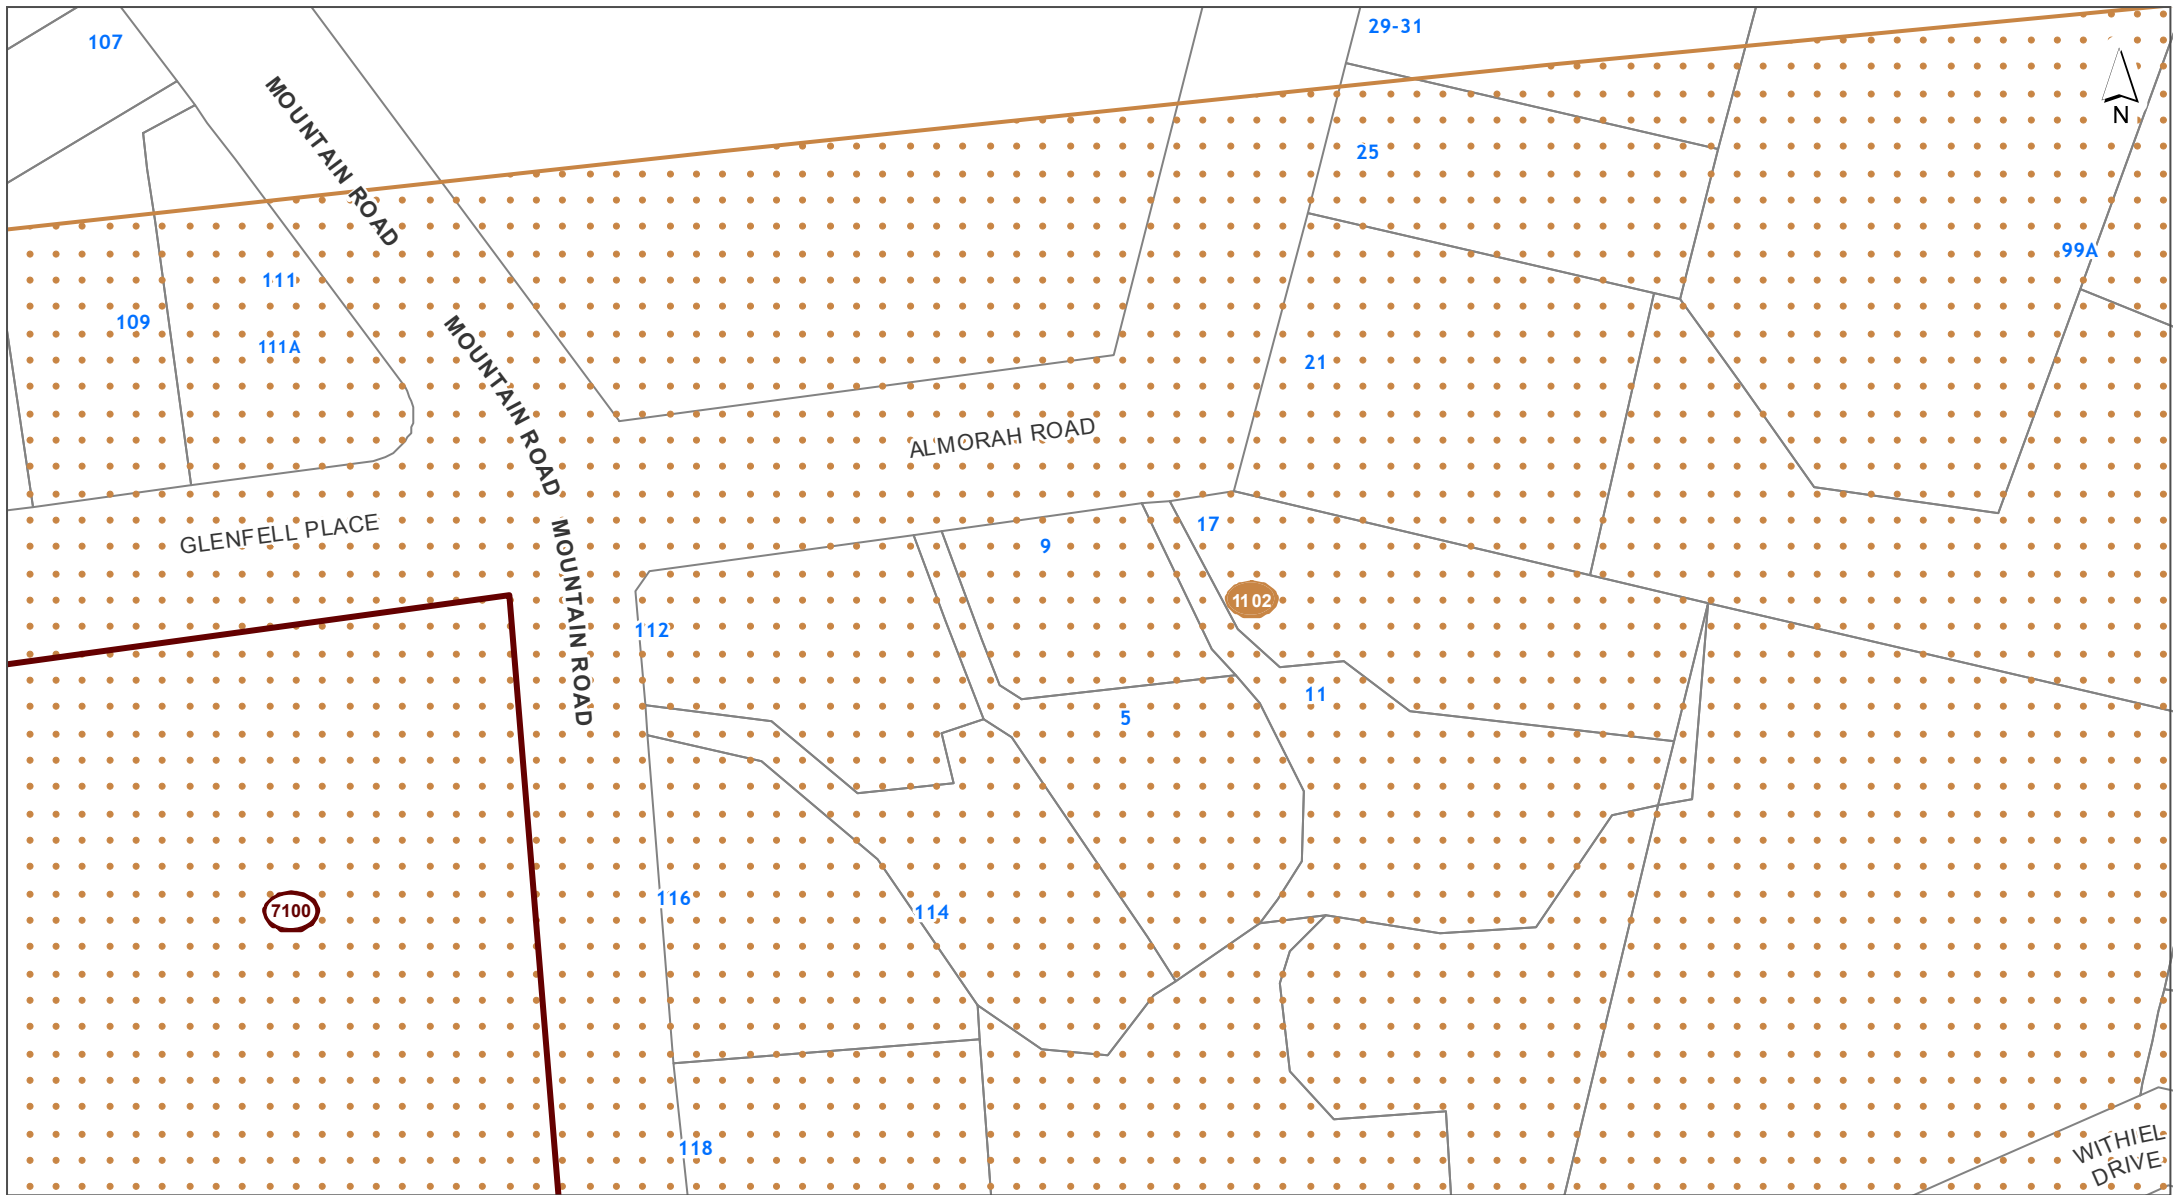 29-31
107
N
MOUNTAIN ROAD
25
99A
111
109
111A
MOUNTAIN ROAD
21
ALMORAH ROAD
GLENFELL PLACE
17
9
MOUNTAIN ROAD
1102
112
11
5
116
7100
114
118
WITHIEL
DRIVE